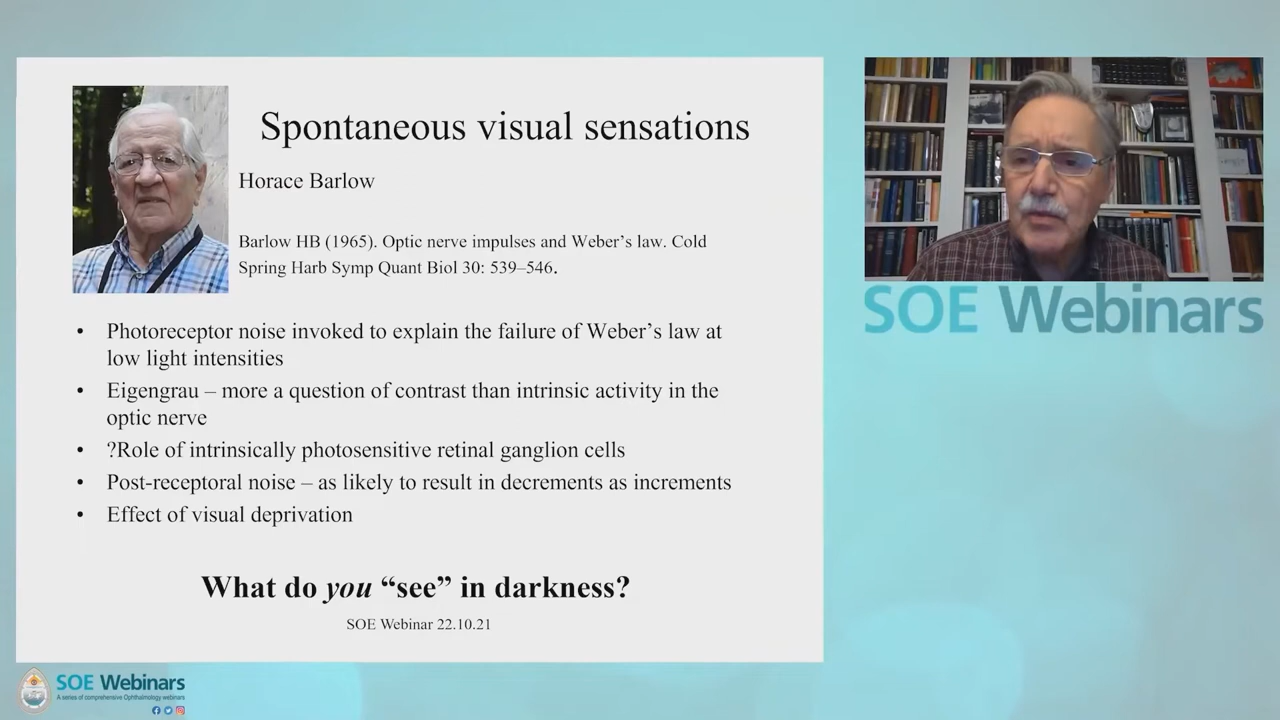 Spontaneous visual sensations
Horace Barlow
Barlow HB (1965). Optic nerve impulses and Weber’s law. Cold
Spring Harb Symp Quant Biol 30: 539–546.
• Photoreceptor noise invoked to explain the failure of Weber’s law at
low light intensities
• Eigengrau – more a question of contrast than intrinsic activity in the
optic nerve
• ?Role of intrinsically photosensitive retinal ganglion cells
• Post-receptoral noise – as likely to result in decrements as increments
• Effect of visual deprivation
What do you “see” in darkness?
SOE Webinar 22.10.21
SOE Webinars
SOE Webinars
A series of comprehensive Ophthalmology webinars